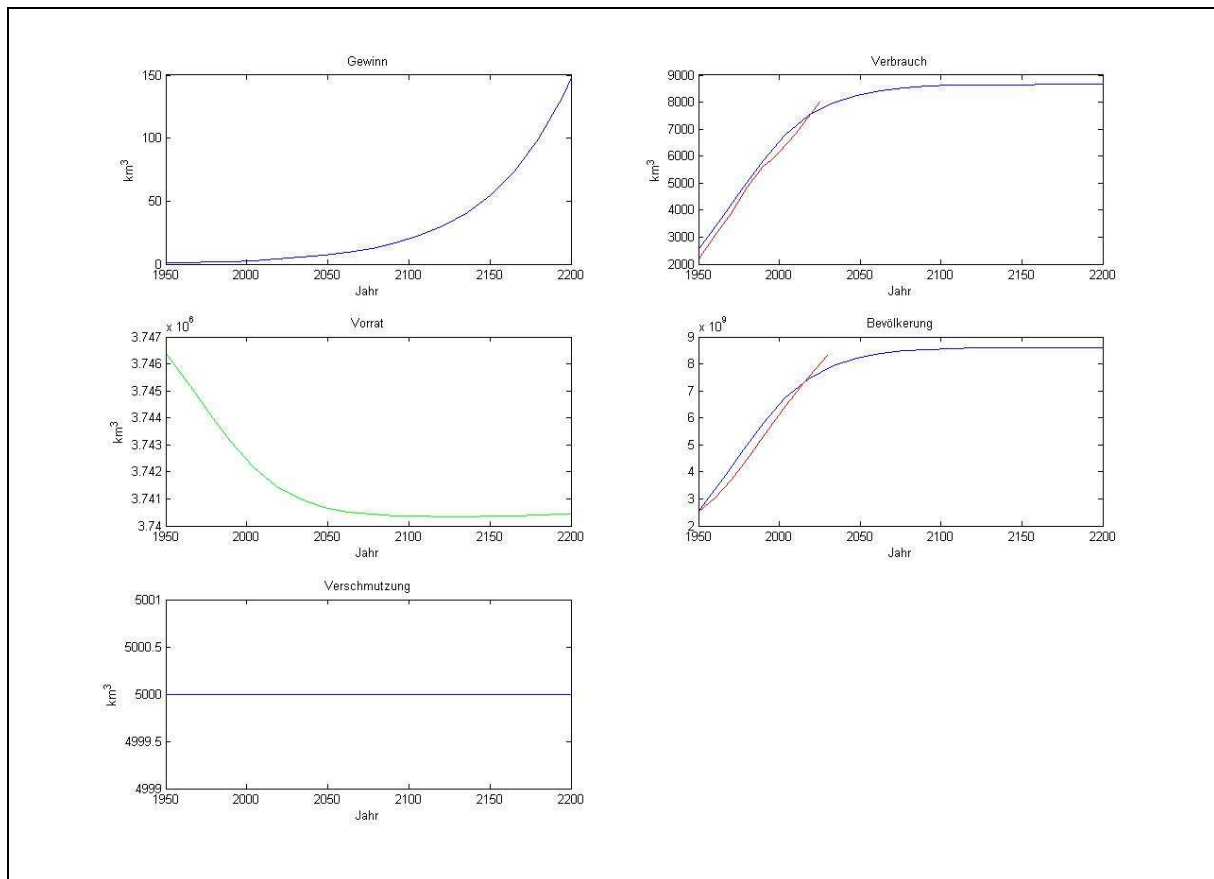 Gewinn
150
100
50
0
km³
1950 2000 2050 2100 2150 2200
Jahr
Verbrauch
9000
8000
7000
6000
5000
4000
3000
2000
km³
1950 2000 2050 2100 2150 2200
Jahr
Vorrat
x 10⁶
3.747
3.746
3.745
3.744
3.743
3.742
3.741
3.74
km³
1950 2000 2050 2100 2150 2200
Jahr
Bevölkerung
x 10⁹
9
8
7
6
5
4
3
2
1950 2000 2050 2100 2150 2200
Jahr
Verschmutzung
5001
5000.5
5000
4999.5
4999
km³
1950 2000 2050 2100 2150 2200
Jahr